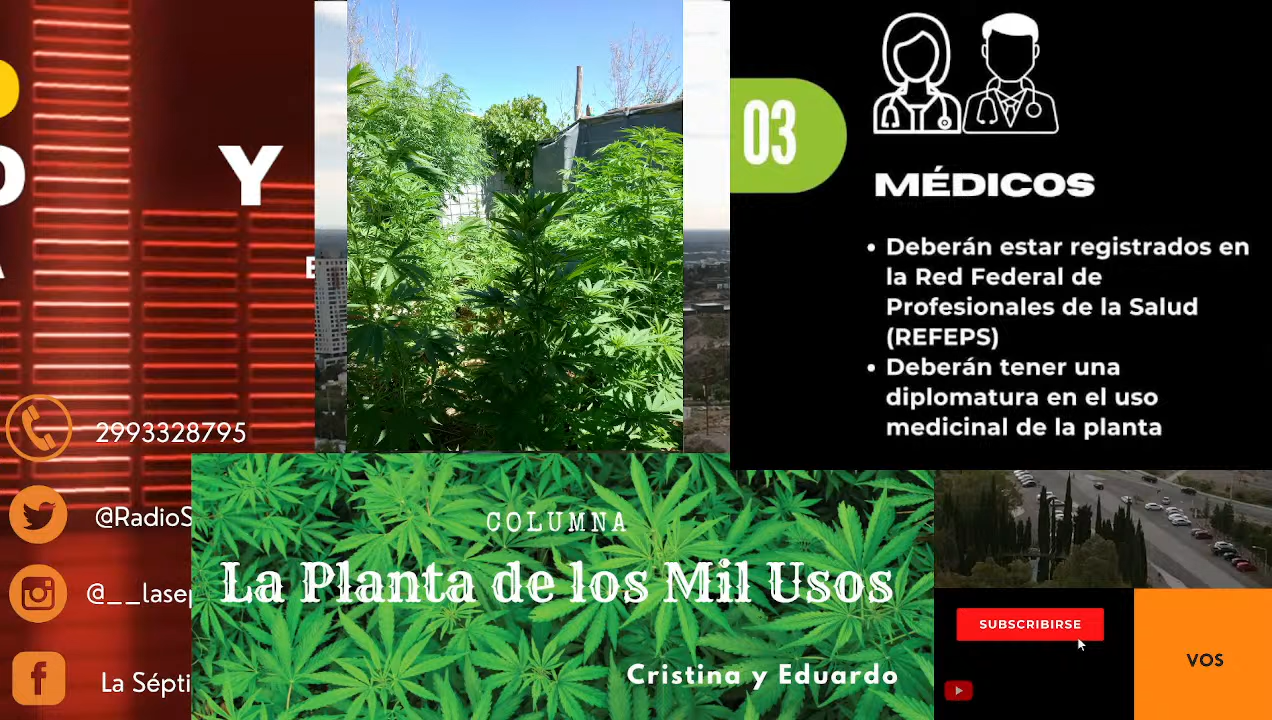 Y
2993328795
@RadioS
@__lasep
La Sépti
03
MÉDICOS
• Deberán estar registrados en
la Red Federal de
Profesionales de la Salud
(REFEPS)
• Deberán tener una
diplomatura en el uso
medicinal de la planta
COLUMNA
La Planta de los Mil Usos
Cristina y Eduardo
SUBSCRIBIRSE
VOS